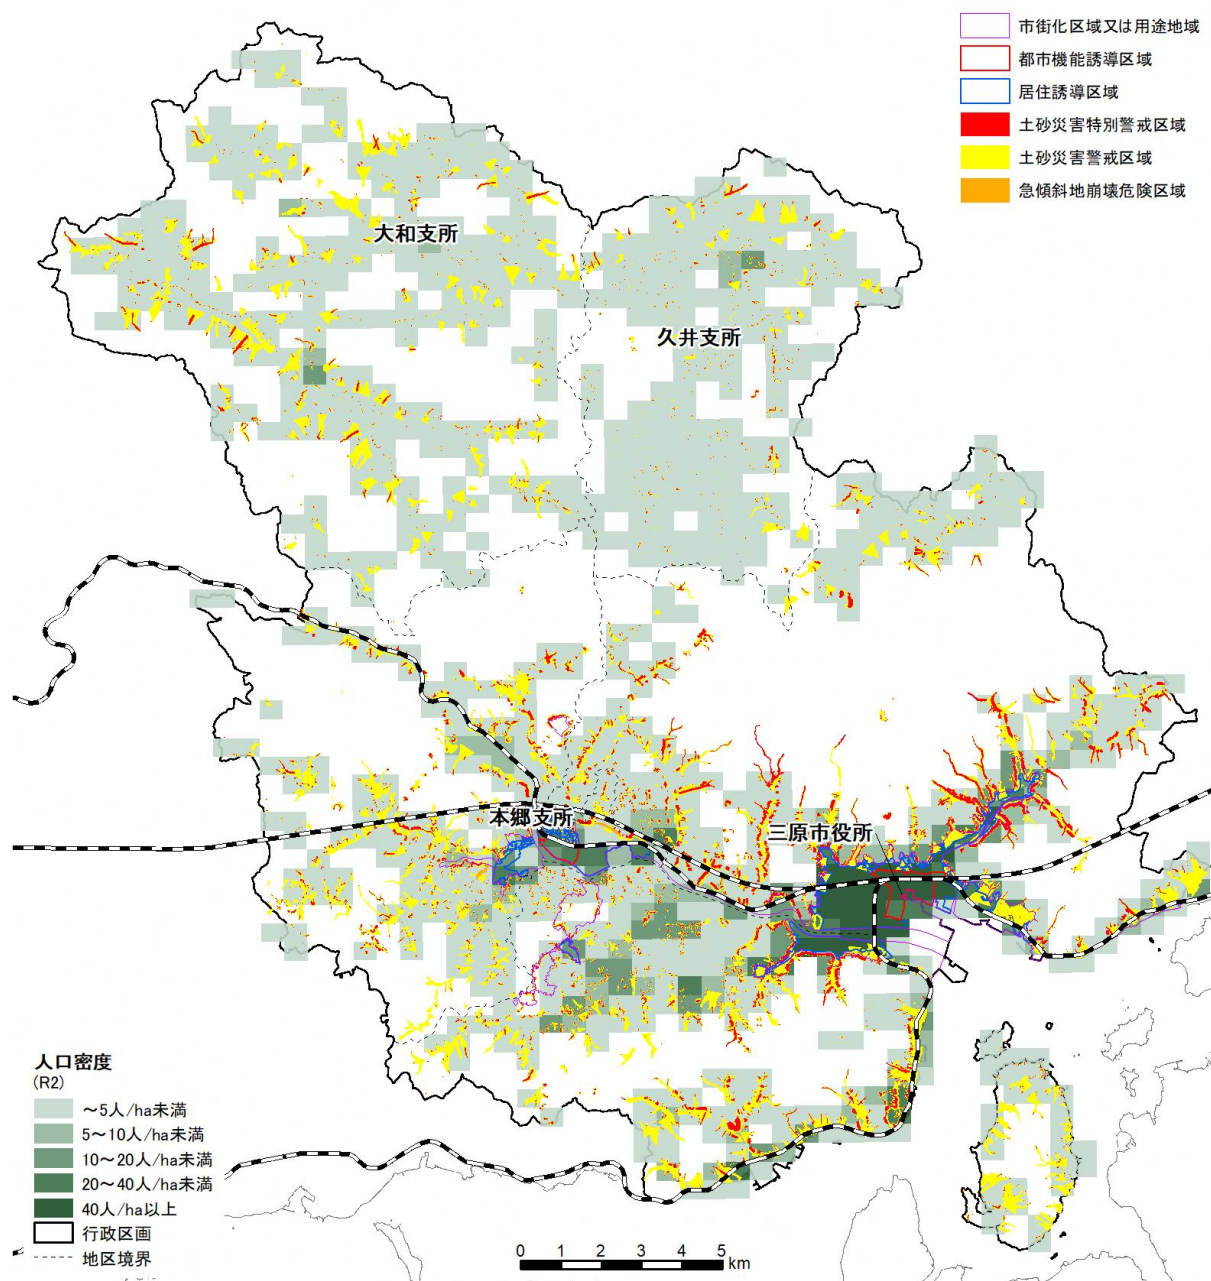 市街化区域又は用途地域
都市機能誘導区域
居住誘導区域
土砂災害特別警戒区域
土砂災害警戒区域
急傾斜地崩壊危険区域
大和支所
久井支所
本郷支所
三原市役所
人口密度
(R2)
～5人/ha未満
5～10人/ha未満
10～20人/ha未満
20～40人/ha未満
40人/ha以上
行政区画
地区境界
0 1 2 3 4 5
km